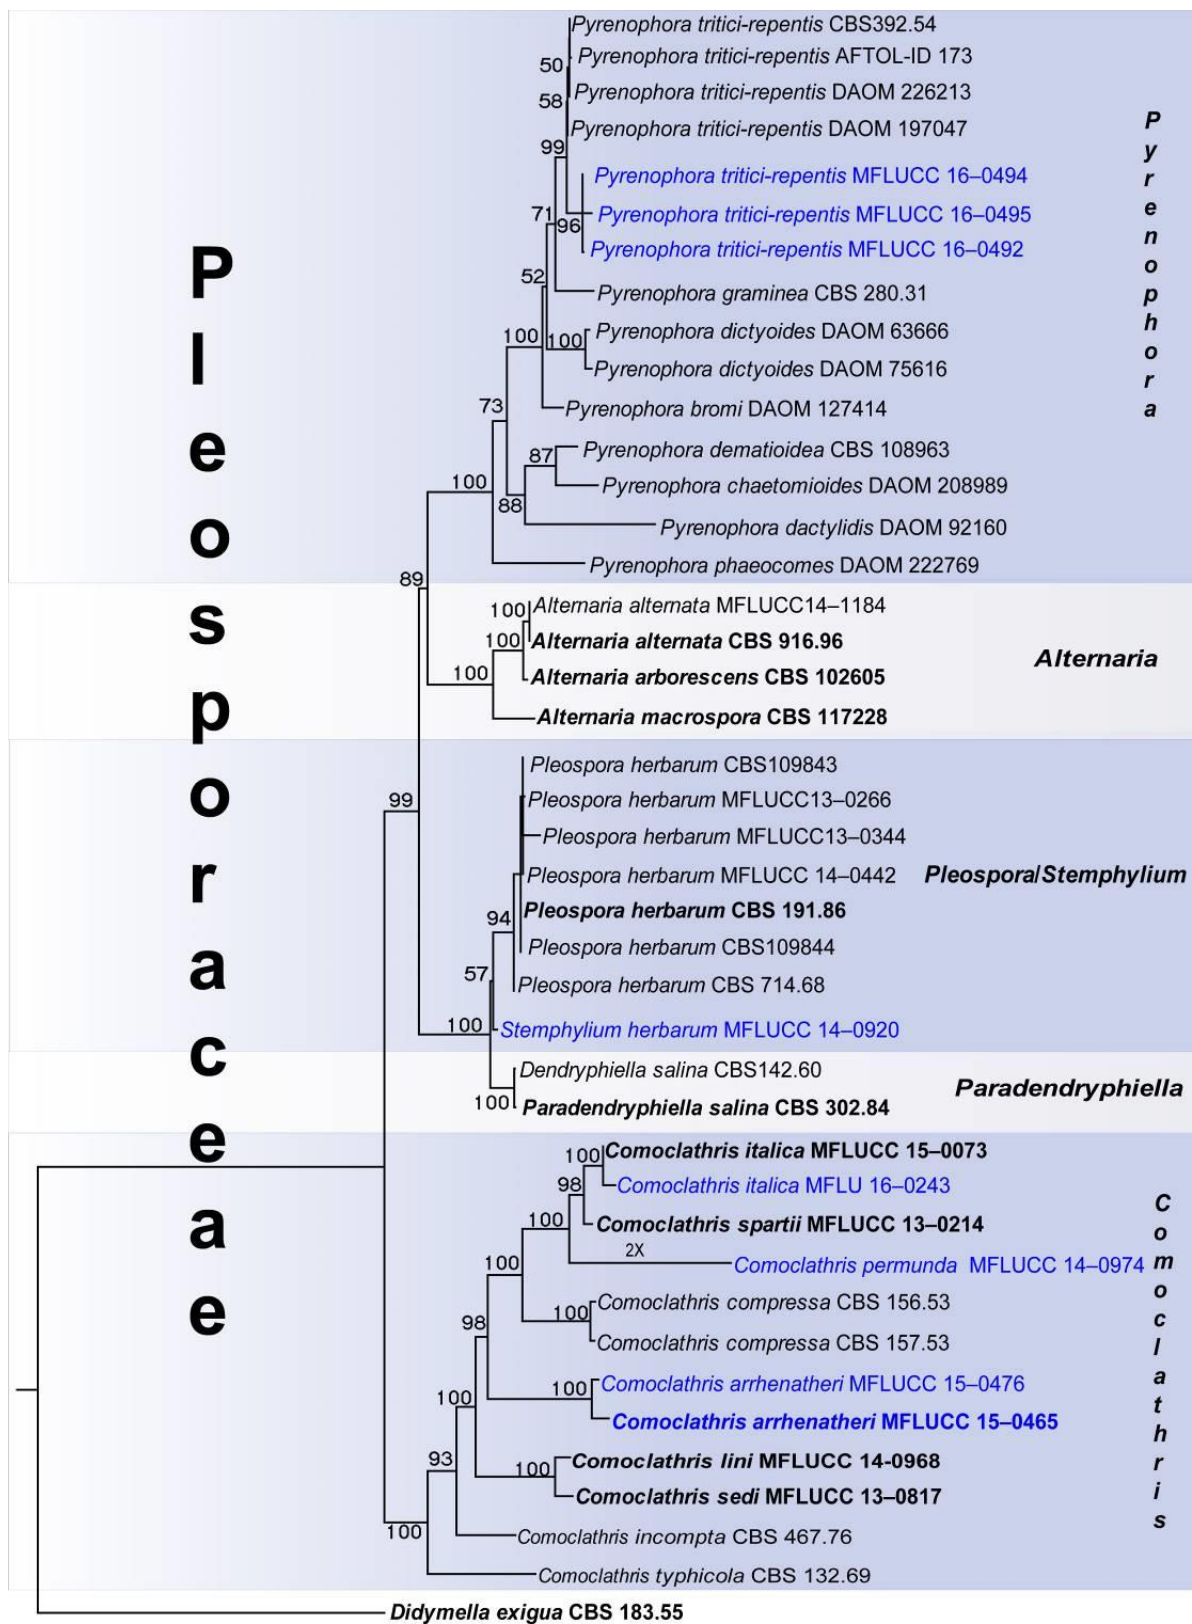 Pleosporaceae
Pyrenophora tritici-repentis CBS392.54
Pyrenophora tritici-repentis AFTOL-ID 173
50
Pyrenophora tritici-repentis DAOM 226213
58
Pyrenophora tritici-repentis DAOM 197047
99
Pyrenophora tritici-repentis MFLUCC 16–0494
Pyrenophora tritici-repentis MFLUCC 16–0495
71
96
Pyrenophora tritici-repentis MFLUCC 16–0492
52
Pyrenophora graminea CBS 280.31
Pyrenophora dictyoides DAOM 63666
100
100
Pyrenophora dictyoides DAOM 75616
73
Pyrenophora bromi DAOM 127414
Pyrenophora dematioidea CBS 108963
87
100
Pyrenophora chaetomioides DAOM 208989
88
Pyrenophora dactylidis DAOM 92160
Pyrenophora phaeocomes DAOM 222769
Pyrenophora
89
100
Alternaria alternata MFLUCC14–1184
100
Alternaria alternata CBS 916.96
100
Alternaria arborescens CBS 102605
Alternaria macrospora CBS 117228
Alternaria
99
Pleospora herbarum CBS109843
Pleospora herbarum MFLUCC13–0266
Pleospora herbarum MFLUCC13–0344
Pleospora herbarum MFLUCC 14–0442
Pleospora/Stemphylium
94
Pleospora herbarum CBS 191.86
Pleospora herbarum CBS109844
57
Pleospora herbarum CBS 714.68
100
Stemphylium herbarum MFLUCC 14–0920
Dendryphiella salina CBS142.60
100
Paradendryphiella salina CBS 302.84
Paradendryphiella
100
Comoclathris italica MFLUCC 15–0073
98
Comoclathris italica MFLU 16–0243
100
Comoclathris spartii MFLUCC 13–0214
2X
100
Comoclathris permunda MFLUCC 14–0974
100
Comoclathris compressa CBS 156.53
98
Comoclathris compressa CBS 157.53
100
100
Comoclathris arrhenatheri MFLUCC 15–0476
Comoclathris arrhenatheri MFLUCC 15–0465
93
100
Comoclathris lini MFLUCC 14-0968
Comoclathris sedi MFLUCC 13–0817
100
Comoclathris incompta CBS 467.76
Comoclathris typhicola CBS 132.69
Comoclathris
Didymella exigua CBS 183.55